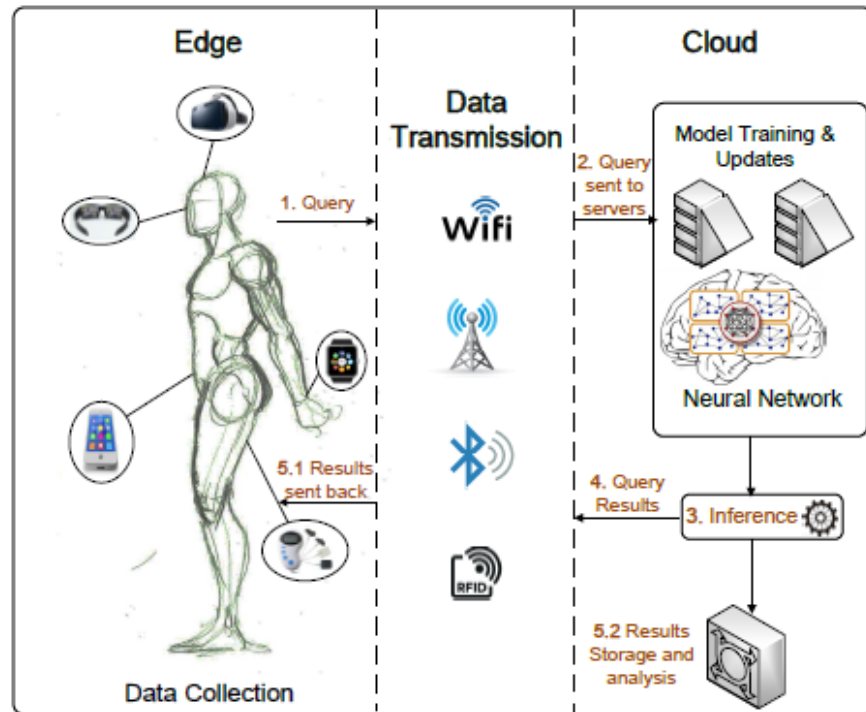 Edge
Data
Transmission
Cloud
1. Query
2. Query
sent to
servers
Model Training &
Updates
Wifi
Neural Network
5.1 Results
sent back
4. Query
Results
3. Inference
RFID
5.2 Results
Storage and
analysis
Data Collection